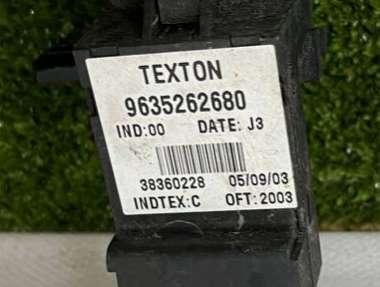 TEXTON
9635262680
IND:00 DATE: J3
38360228 05/09/03
INDTEX:C OFT:2003